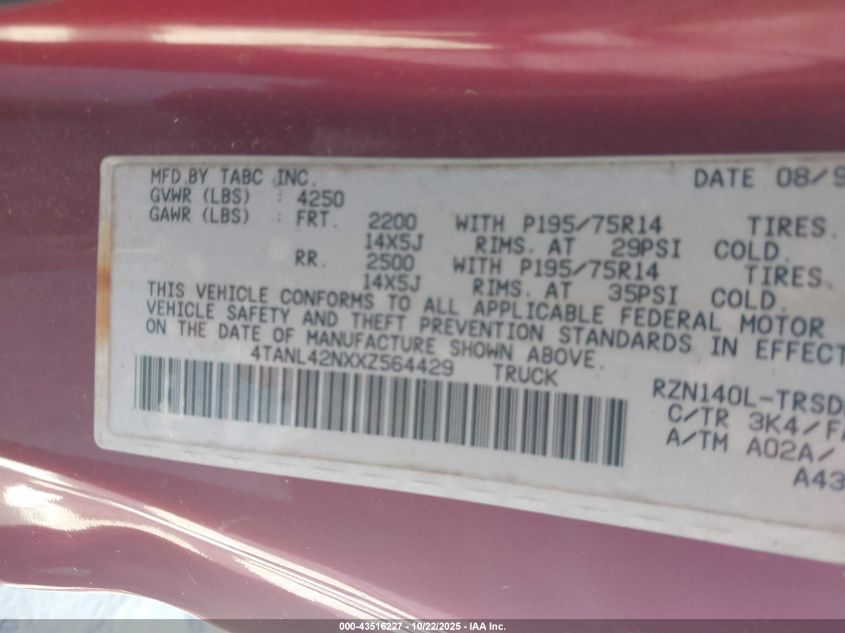 MFD.BY TABC INC. DATE 08/9
GVWR (LBS) : 4250
GAWR (LBS) : FRT. 2200 WITH P195/75R14 TIRES.
14X5J RIMS. AT 29PSI COLD.
RR. 2500 WITH P195/75R14 TIRES.
14X5J RIMS. AT 35PSI COLD.
THIS VEHICLE CONFORMS TO ALL APPLICABLE FEDERAL MOTOR
VEHICLE SAFETY AND THEFT PREVENTION STANDARDS IN EFFECT
ON THE DATE OF MANUFACTURE SHOWN ABOVE.
4TANL42NXXZ564429 TRUCK
RZN140L-TRSD
C/TR 3K4/F
A/TM A02A/
A43
000-43516227 - 10/22/2025 - IAA Inc.